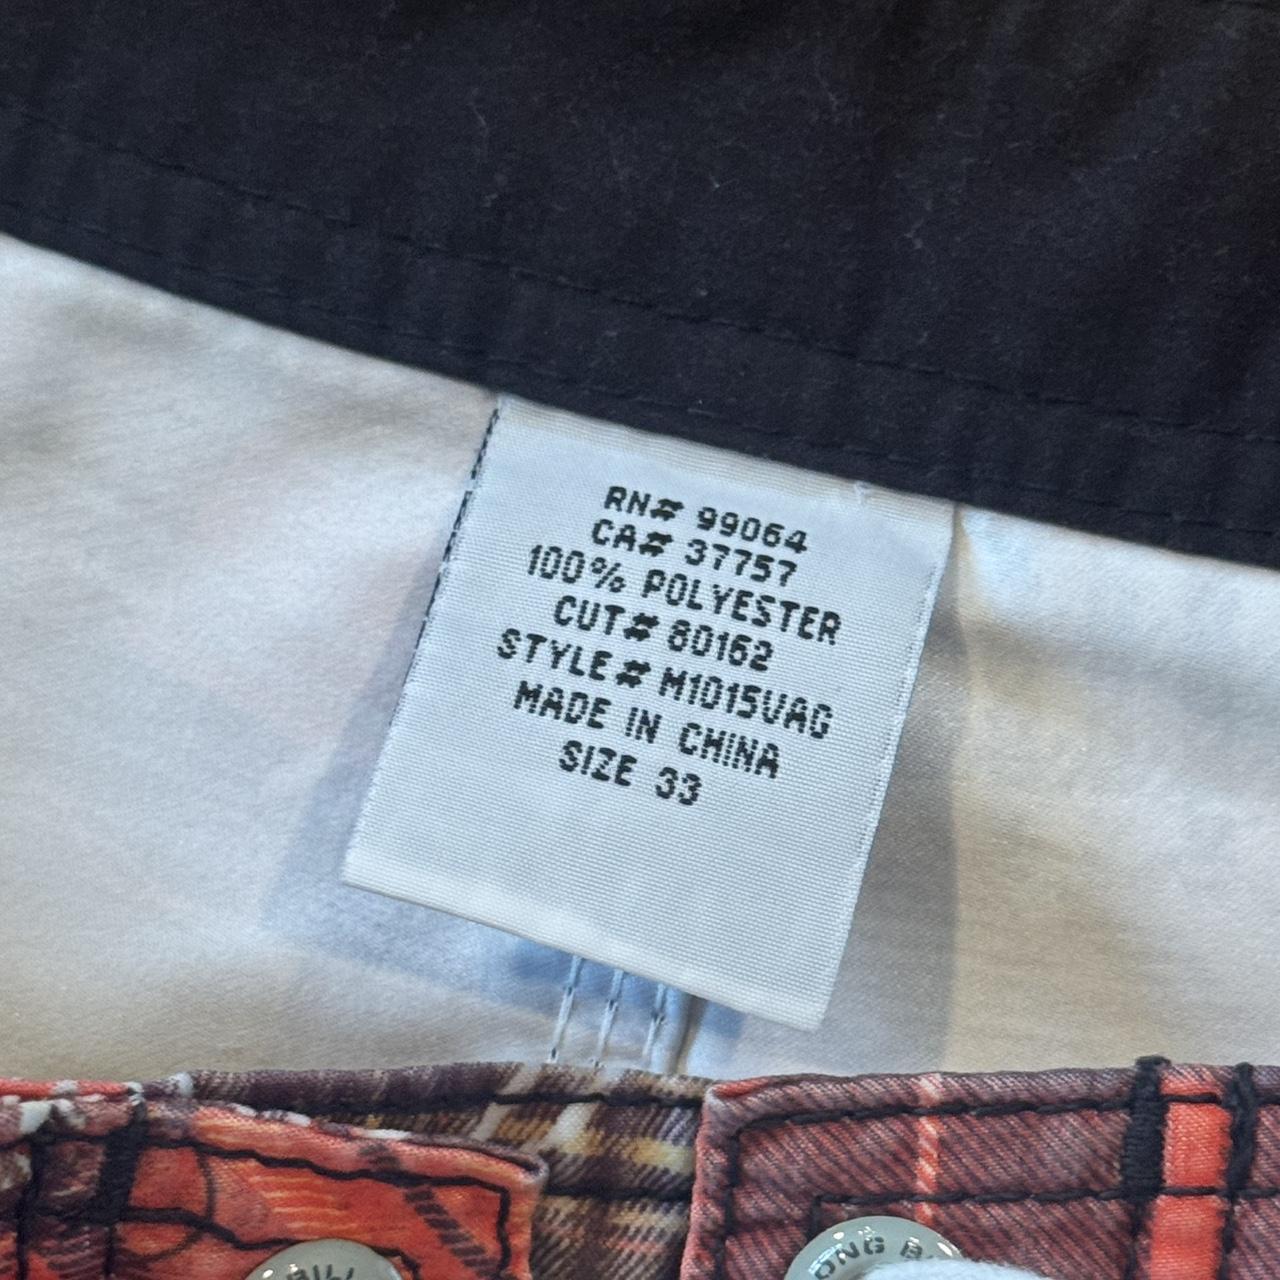 RN# 99064
CA# 37757
100% POLYESTER
CUT# 80162
STYLE# M1015VAG
MADE IN CHINA
SIZE 33